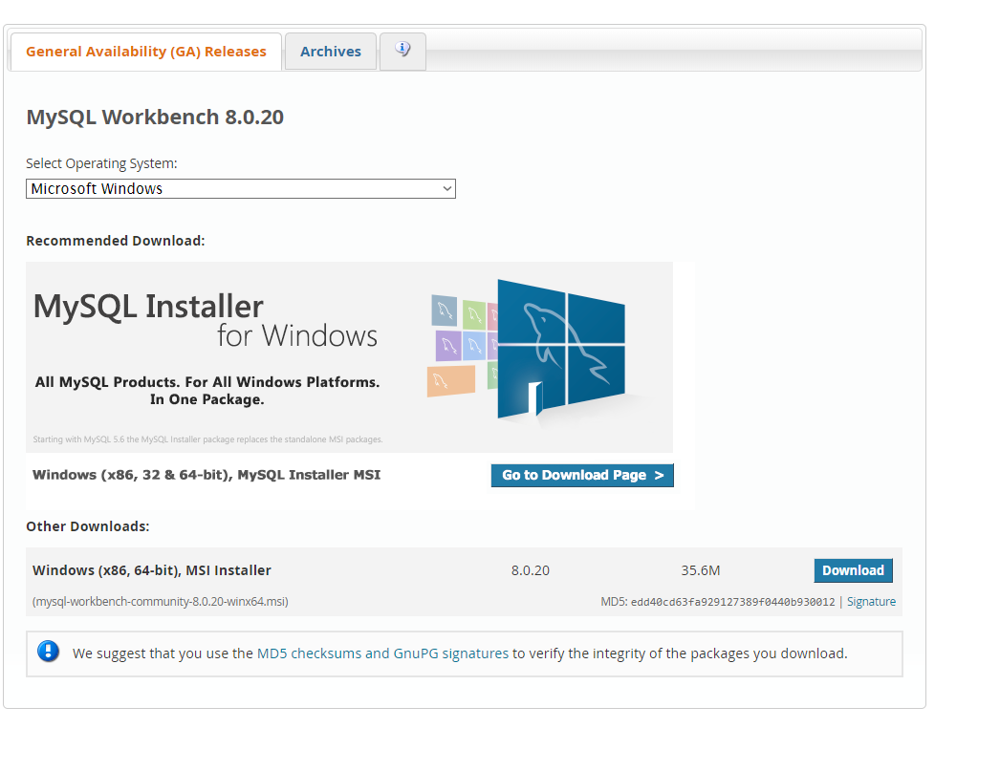 General Availability (GA) Releases
Archives
MySQL Workbench 8.0.20
Select Operating System:
Microsoft Windows
Recommended Download:
MySQL Installer
for Windows
All MySQL Products. For All Windows Platforms.
In One Package.
Starting with MySQL 5.6 the MySQL Installer package replaces the standalone MSI packages.
Windows (x86, 32 & 64-bit), MySQL Installer MSI
Go to Download Page >
Other Downloads:
Windows (x86, 64-bit), MSI Installer 8.0.20 35.6M Download
(mysql-workbench-community-8.0.20-winx64.msi) MD5: edd40cd63fa929127389f0440b930012 | Signature
We suggest that you use the MD5 checksums and GnuPG signatures to verify the integrity of the packages you download.